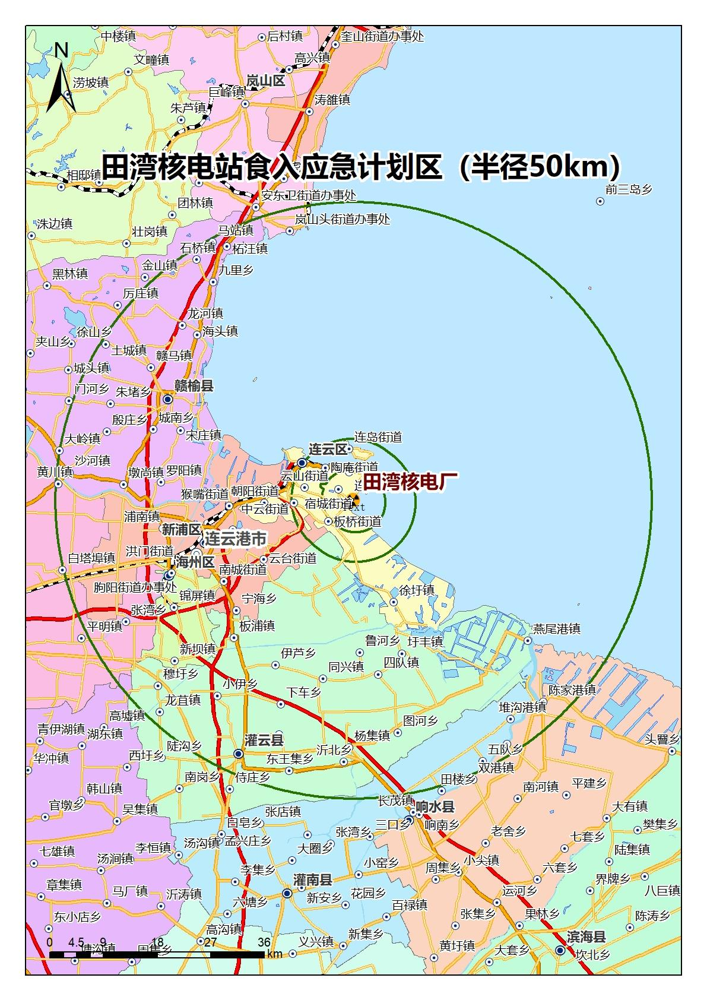 中楼镇
后村镇
奎山街道办事处
N
文疃镇
高兴镇
涝坡镇
岚山区
巨峰镇
涛雒镇
朱芦镇
田湾核电站食入应急计划区（半径50km）
相邸镇
前三岛乡
安东卫街道办事处
团林镇
岚山头街道办事处
洙边镇
壮岗镇
马站镇
石桥镇
柘汪镇
金山镇
九里乡
黑林镇
厉庄镇
龙河镇
徐山乡
海头镇
夹山乡
土城镇
赣马镇
城头镇
门河乡
朱堵乡
赣榆县
殷庄乡
城南乡
宋庄镇
大岭镇
连岛街道
连云区
沙河镇
陶庵街道
黄川镇
墩尚镇
罗阳镇
云山街道
连
田湾核电厂
猴嘴街道
朝阳街道
中云街道
宿城街道
Text
浦南镇
板桥街道
新浦区
连云港市
洪门街道
白塔埠镇
海州区
云台街道
南城街道
朐阳街道办事处
锦屏镇
宁海乡
徐圩镇
张湾乡
平明镇
板浦镇
燕尾港镇
鲁河乡
圩丰镇
新坝镇
伊芦乡
同兴镇
四队镇
穆圩乡
小伊乡
下车乡
陈家港镇
龙苴镇
堆沟港镇
高墟镇
图河乡
青伊湖镇
湖东镇
杨集镇
头罾乡
灌云县
陡沟乡
沂北乡
五队乡
华冲镇
西圩乡
东王集乡
双港镇
南岗乡
侍庄乡
田楼乡
韩山镇
南河镇
平建乡
官墩乡
吴集镇
长茂镇
响水县
大有镇
张店镇
白皂乡
三口乡
响南乡
樊集乡
张湾乡
老舍乡
孟兴庄乡
汤沟镇
七套乡
李恒镇
大圈乡
陆集镇
七雄镇
汤涧镇
小窑乡
小尖镇
周集乡
六套乡
李集乡
界牌乡
章集镇
灌南县
马厂镇
沂涛镇
新安乡
花园乡
运河乡
八巨镇
六塘乡
百禄镇
张集乡
果林乡
陈涛乡
东小店乡
高沟镇
新集乡
滨海县
0 4.5 9 18 27 36
km
塘沟镇
周集乡
义兴镇
黄圩镇
大套乡
坎北乡